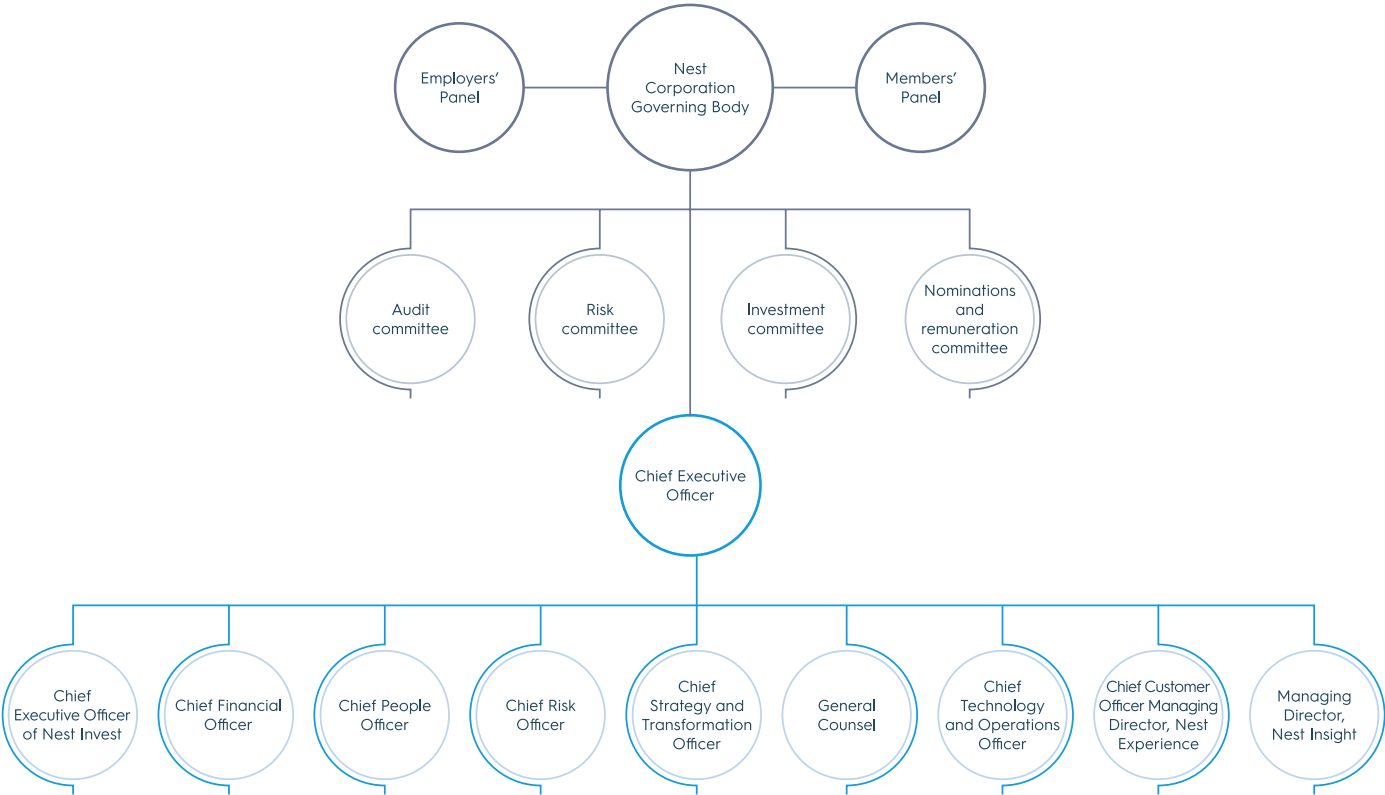 Employers'
Panel
Nest
Corporation
Governing Body
Members'
Panel
Audit
committee
Risk
committee
Investment
committee
Nominations
and
remuneration
committee
Chief Executive
Officer
Chief
Executive Officer
of Nest Invest
Chief Financial
Officer
Chief People
Officer
Chief Risk
Officer
Chief
Strategy and
Transformation
Officer
General
Counsel
Chief
Technology
and Operations
Officer
Chief Customer
Officer Managing
Director, Nest
Experience
Managing
Director,
Nest Insight